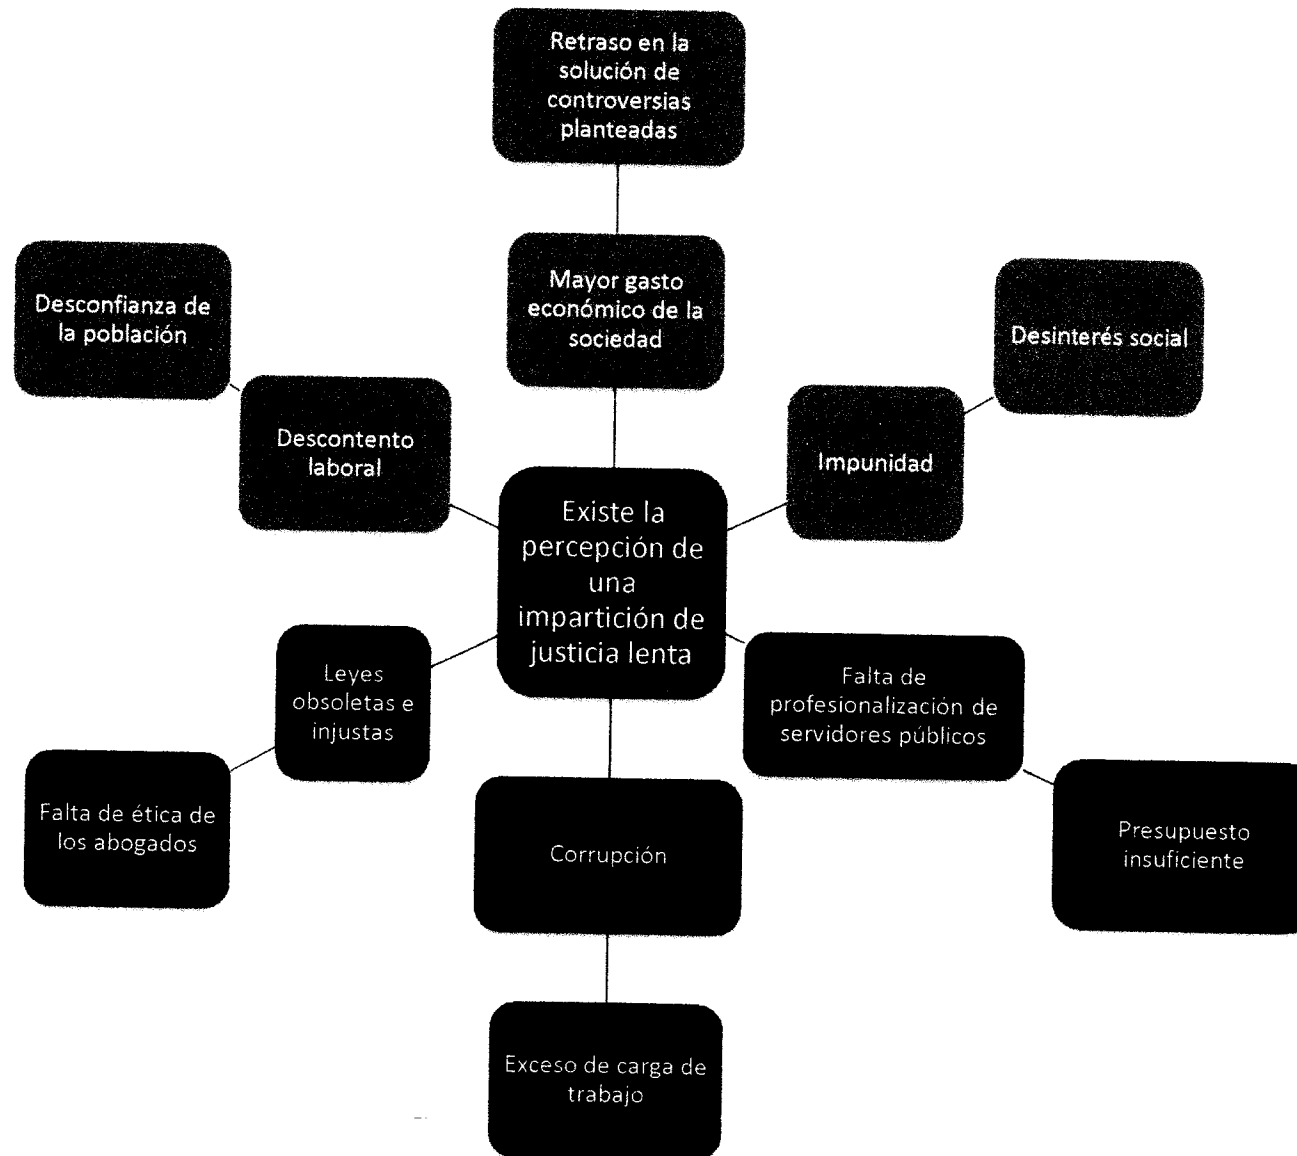 Retraso en la
solución de
controversias
planteadas
Mayor gasto
económico de la
sociedad
Desconfianza de
la población
Descontento
laboral
Desinterés social
Impunidad
Existe la
percepción de
una
impartición de
justicia lenta
Leyes
obsoletas e
injustas
Falta de ética de
los abogados
Falta de
profesionalización de
servidores públicos
Presupuesto
insuficiente
Corrupción
Exceso de carga de
trabajo